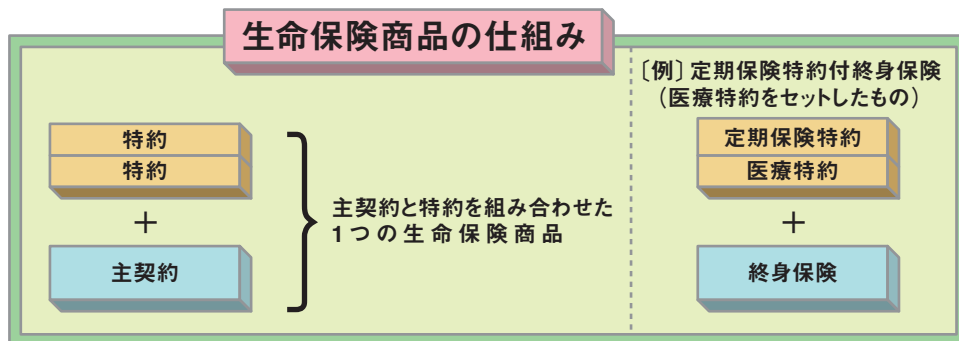 生命保険商品の仕組み
特約
特約
+
主契約
主契約と特約を組み合わせた
1つの生命保険商品
〔例〕定期保険特約付終身保険
（医療特約をセットしたもの）
定期保険特約
医療特約
+
終身保険